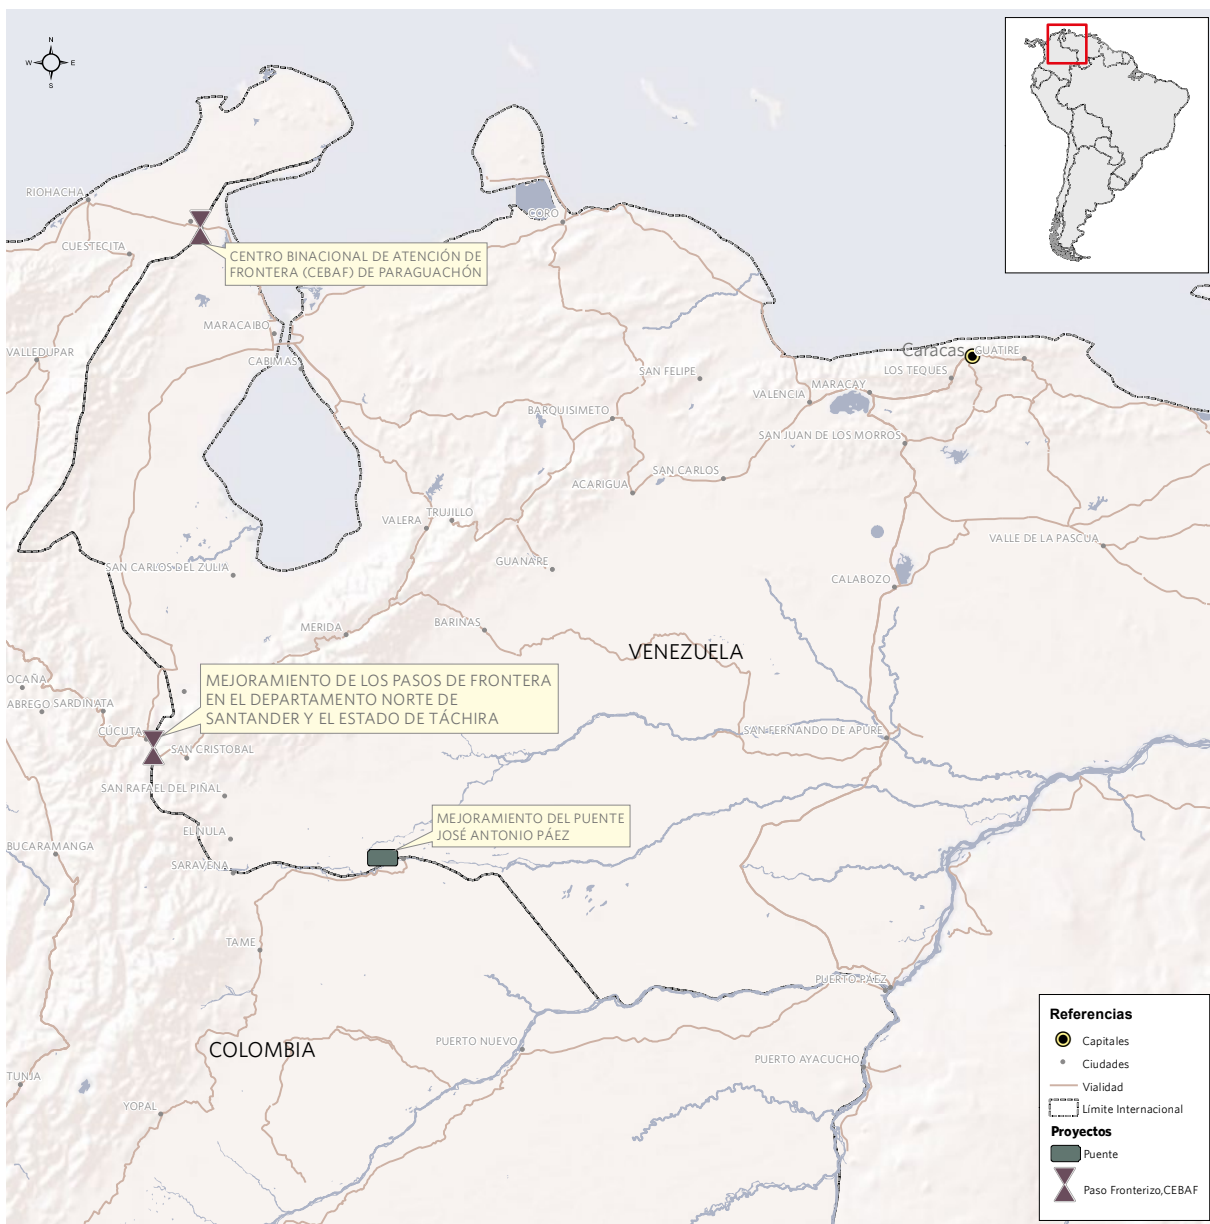 N
W E
S
RIOHACHA
CUESTECITA
CORO
CENTRO BINACIONAL DE ATENCIÓN DE
FRONTERA (CEBAF) DE PARAGUACHÓN
MARACAIBO
VALLEDUPAR
CABIMAS
Caracas
GUATIRE
LOS TEQUES
SAN FELIPE
MARACAY
VALENCIA
BARQUISIMETO
SAN JUAN DE LOS MORROS
SAN CARLOS
ACARIGUA
TRUJILLO
VALERA
VALLE DE LA PASCUA
GUANARE
SAN CARLOS DEL ZULIA
CALABOZO
MERIDA
BARINAS
VENEZUELA
OCAÑA
ABREGO
SARDINATA
MEJORAMIENTO DE LOS PASOS DE FRONTERA
EN EL DEPARTAMENTO NORTE DE
SANTANDER Y EL ESTADO DE TÁCHIRA
CÚCUTA
SAN CRISTOBAL
SAN FERNANDO DE APURE
SAN RAFAEL DEL PIÑAL
MEJORAMIENTO DEL PUENTE
JOSÉ ANTONIO PÁEZ
EL NULA
BUCARAMANGA
SARAVENA
TAME
PUERTO PÁEZ
COLOMBIA
PUERTO NUEVO
PUERTO AYACUCHO
TUNJA
YOPAL
Referencias
Capitales
Ciudades
Vialidad
Límite Internacional
Proyectos
Puente
Paso Fronterizo,CEBAF